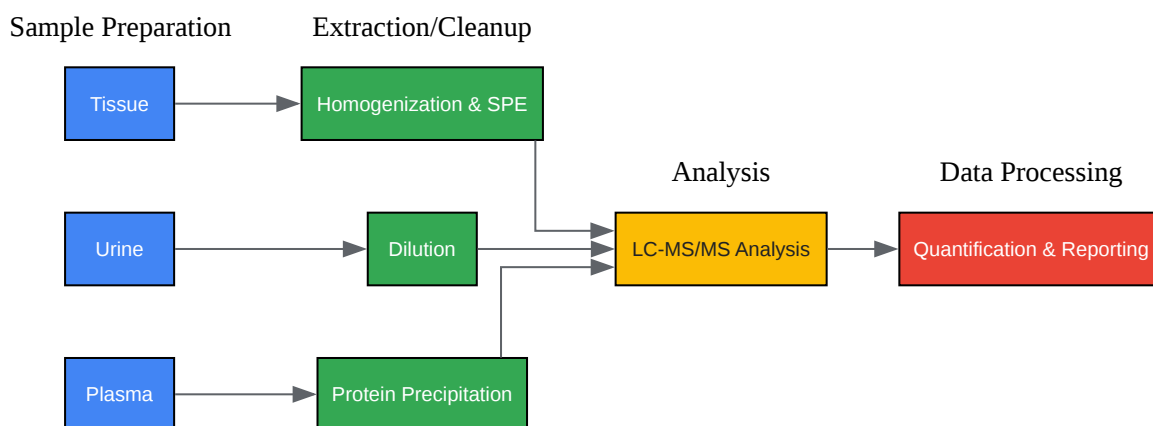 Sample Preparation
Extraction/Cleanup
Tissue
Homogenization & SPE
Analysis
Data Processing
Urine
Dilution
LC-MS/MS Analysis
Quantification & Reporting
Plasma
Protein Precipitation